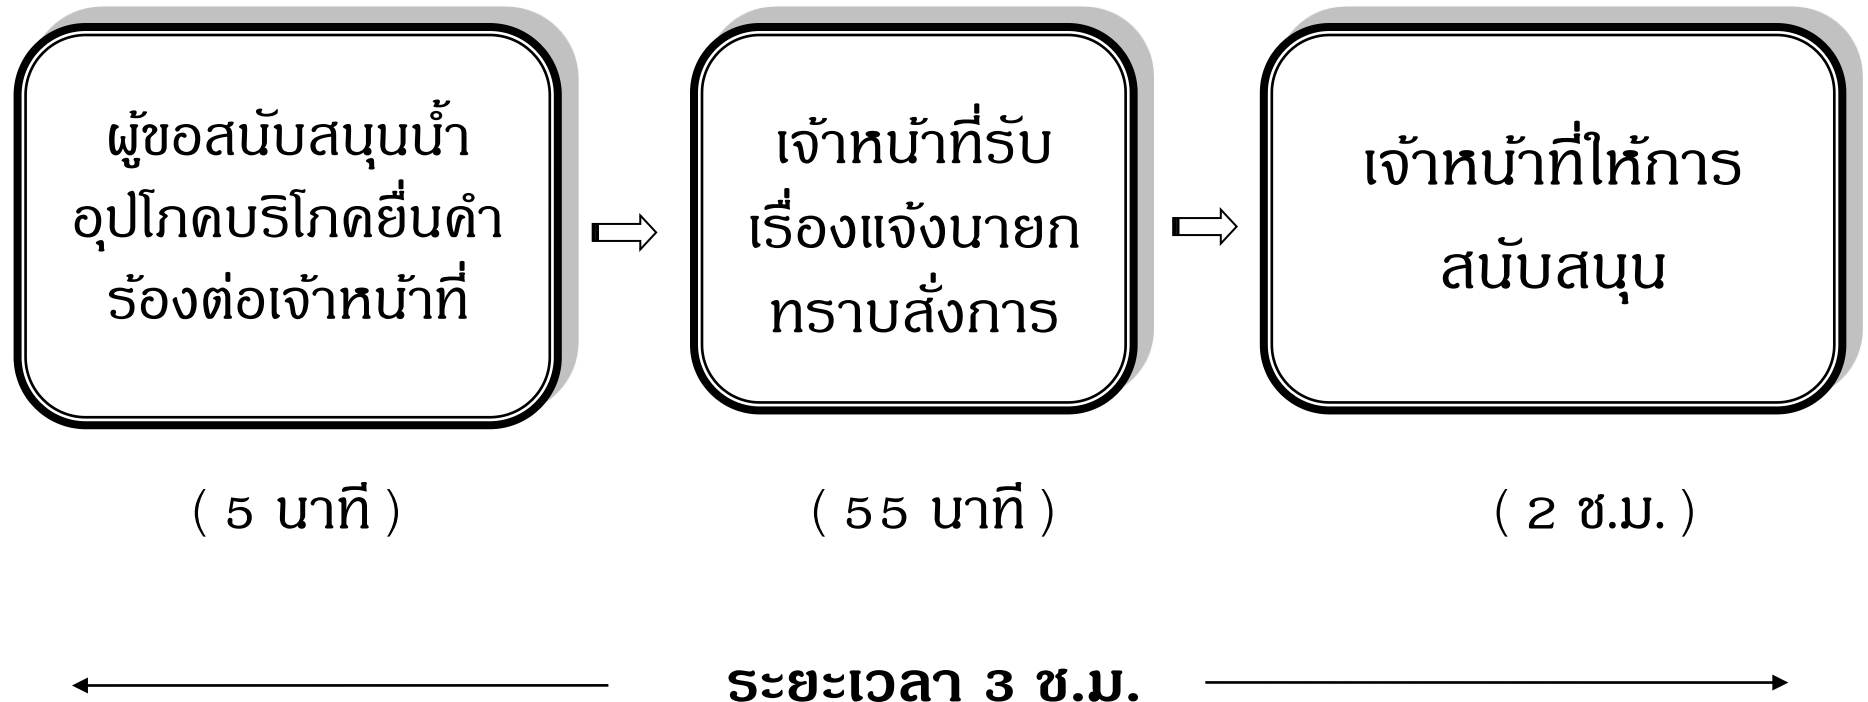 ผู้ขอสนับสนุนน้ำ
อุปโภคบริโภคยื่นคำ
ร้องต่อเจ้าหน้าที่
เจ้าหน้าที่รับ
เรื่องแจ้งนายก
ทราบสั่งการ
เจ้าหน้าที่ให้การ
สนับสนุน
( 5 นาที )
( 55 นาที )
( 2 ช.ม. )
ระยะเวลา 3 ช.ม.